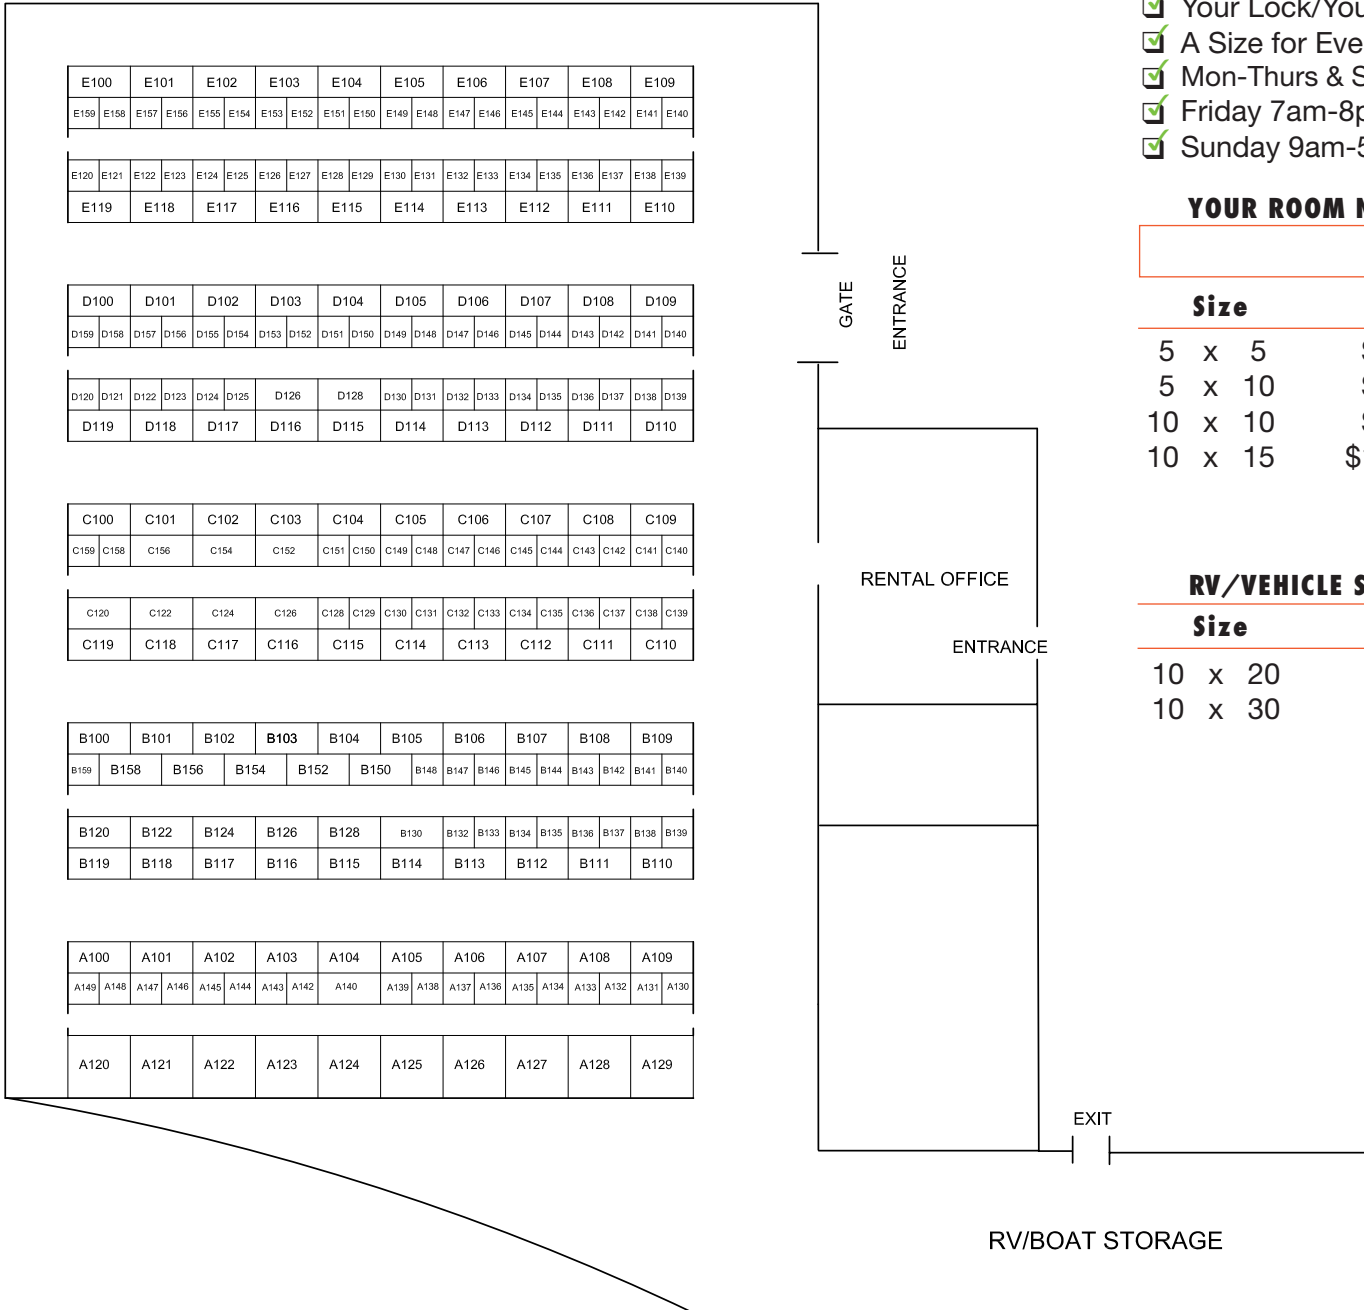 Your Lock/You
A Size for Eve
Mon-Thurs & S
Friday 7am-8p
Sunday 9am-5
YOUR ROOM N
Size
5 x 5 $
5 x 10 $
10 x 10 $
10 x 15 $1
RV/VEHICLE S
Size
10 x 20
10 x 30
E100 E101 E102 E103 E104 E105 E106 E107 E108 E109
E159 E158 E157 E156 E155 E154 E153 E152 E151 E150 E149 E148 E147 E146 E145 E144 E143 E142 E141 E140
E120 E121 E122 E123 E124 E125 E126 E127 E128 E129 E130 E131 E132 E133 E134 E135 E136 E137 E138 E139
E119 E118 E117 E116 E115 E114 E113 E112 E111 E110
D100 D101 D102 D103 D104 D105 D106 D107 D108 D109
D159 D158 D157 D156 D155 D154 D153 D152 D151 D150 D149 D148 D147 D146 D145 D144 D143 D142 D141 D140
D120 D121 D122 D123 D124 D125 D126 D128 D130 D131 D132 D133 D134 D135 D136 D137 D138 D139
D119 D118 D117 D116 D115 D114 D113 D112 D111 D110
C100 C101 C102 C103 C104 C105 C106 C107 C108 C109
C159 C158 C156 C154 C152 C151 C150 C149 C148 C147 C146 C145 C144 C143 C142 C141 C140
C120 C122 C124 C126 C128 C129 C130 C131 C132 C133 C134 C135 C136 C137 C138 C139
C119 C118 C117 C116 C115 C114 C113 C112 C111 C110
B100 B101 B102 B103 B104 B105 B106 B107 B108 B109
B159 B158 B156 B154 B152 B150 B148 B147 B146 B145 B144 B143 B142 B141 B140
B120 B122 B124 B126 B128 B130 B132 B133 B134 B135 B136 B137 B138 B139
B119 B118 B117 B116 B115 B114 B113 B112 B111 B110
A100 A101 A102 A103 A104 A105 A106 A107 A108 A109
A149 A148 A147 A146 A145 A144 A143 A142 A140 A139 A138 A137 A136 A135 A134 A133 A132 A131 A130
A120 A121 A122 A123 A124 A125 A126 A127 A128 A129
GATE
ENTRANCE
RENTAL OFFICE
ENTRANCE
EXIT
RV/BOAT STORAGE